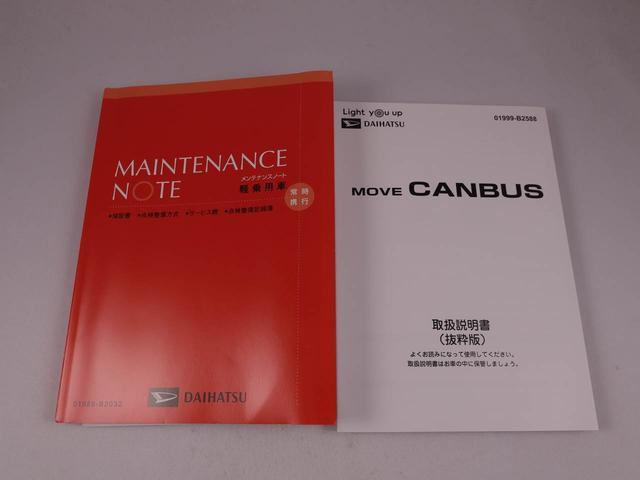 MAINTENANCE
NOTE
メンテナンスノート
軽乗用車
常時
携行
●保証書 ●点検整備方式 ●サービス網 ●点検整備記録簿
DAIHATSU
01999-B2032
Light you up
DAIHATSU
01999-B2588
MOVE CANBUS
取扱説明書
(抜粋版)
よくお読みになって使用してください。
取扱説明書はお車の中に保管しましょう。